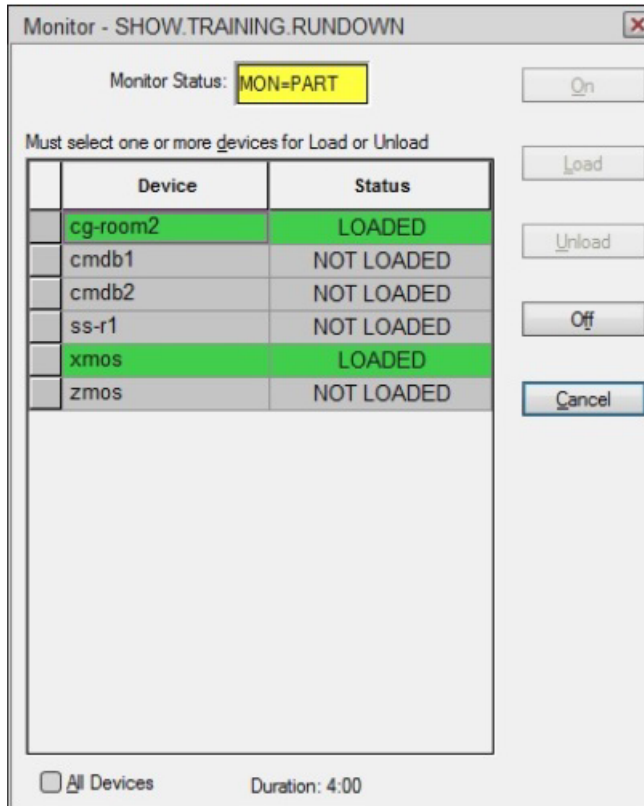 Monitor - SHOW.TRAINING.RUNDOWN
Monitor Status: MON=PART
On
Must select one or more devices for Load or Unload
Load
Device Status
cg-room2 LOADED
Unload
cmdb1 NOT LOADED
cmdb2 NOT LOADED
ss-r1 NOT LOADED
Off
xmos LOADED
zmos NOT LOADED
Cancel
All Devices Duration: 4:00